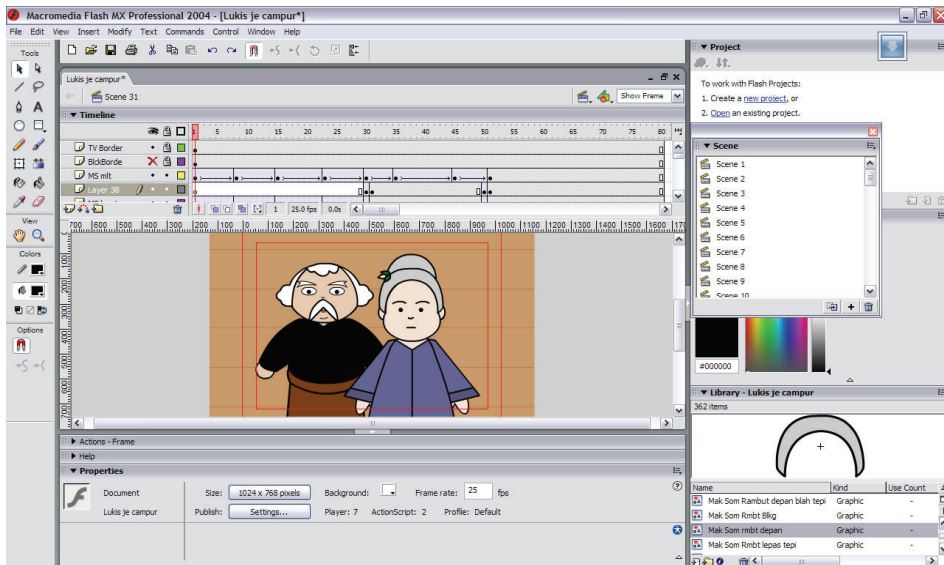 Macromedia Flash MX Professional 2004 - [Lukis je campur*]
File Edit View Insert Modify Text Commands Control Window Help
Tools
View
Colors
Options
Lukis je campur*
Scene 31
Show Frame
Timeline
1 5 10 15 20 25 30 35 40 45 50 55 60 65 70 75 80
TV Border
BlckBorde
MS mlt
Layer 38
1 25.0 fps 0.0s
700 600 500 400 300 200 100 0 100 200 300 400 500 600 700 800 900 1000 1100 1200 1300 1400 1500 1600
100 200 300 400 500 600 700
Actions - Frame
Help
Properties
Document
Lukis je campur
Size: 1024 x 768 pixels Background: Frame rate: 25 fps
Publish: Settings... Player: 7 ActionScript: 2 Profile: Default
Project
To work with Flash Projects:
1. Create a new project, or
2. Open an existing project.
Scene
Scene 1
Scene 2
Scene 3
Scene 4
Scene 5
Scene 6
Scene 7
Scene 8
Scene 9
Scene 10
#000000
Library - Lukis je campur
362 items
Name Kind Use Count
Mak Som Rambut depan blah tepi Graphic -
Mak Som Rmbt Blkg Graphic -
Mak Som rmbt depan Graphic -
Mak Som Rmbt lepas tepi Graphic -